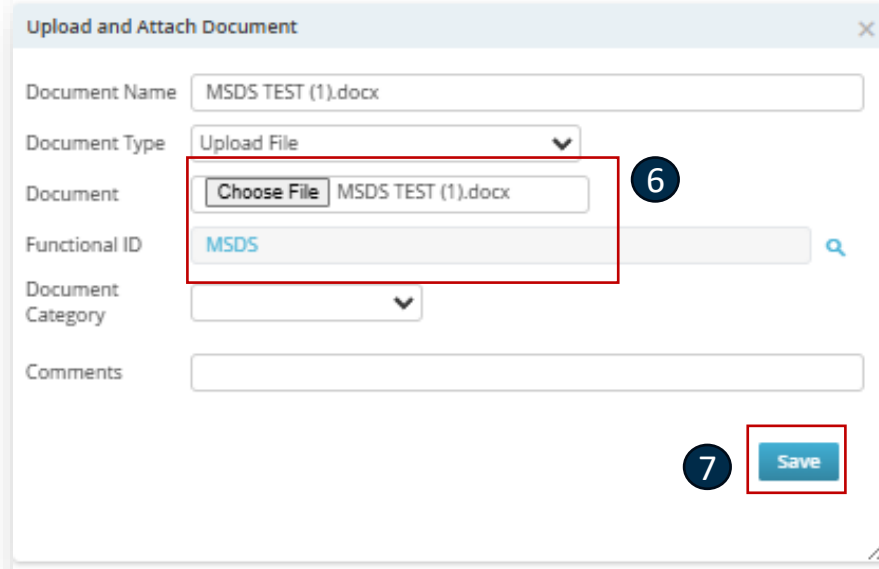 Upload and Attach Document
Document Name MSDS TEST (1).docx
Document Type Upload File
Document Choose File MSDS TEST (1).docx
6
Functional ID MSDS
Document
Category
Comments
7 Save